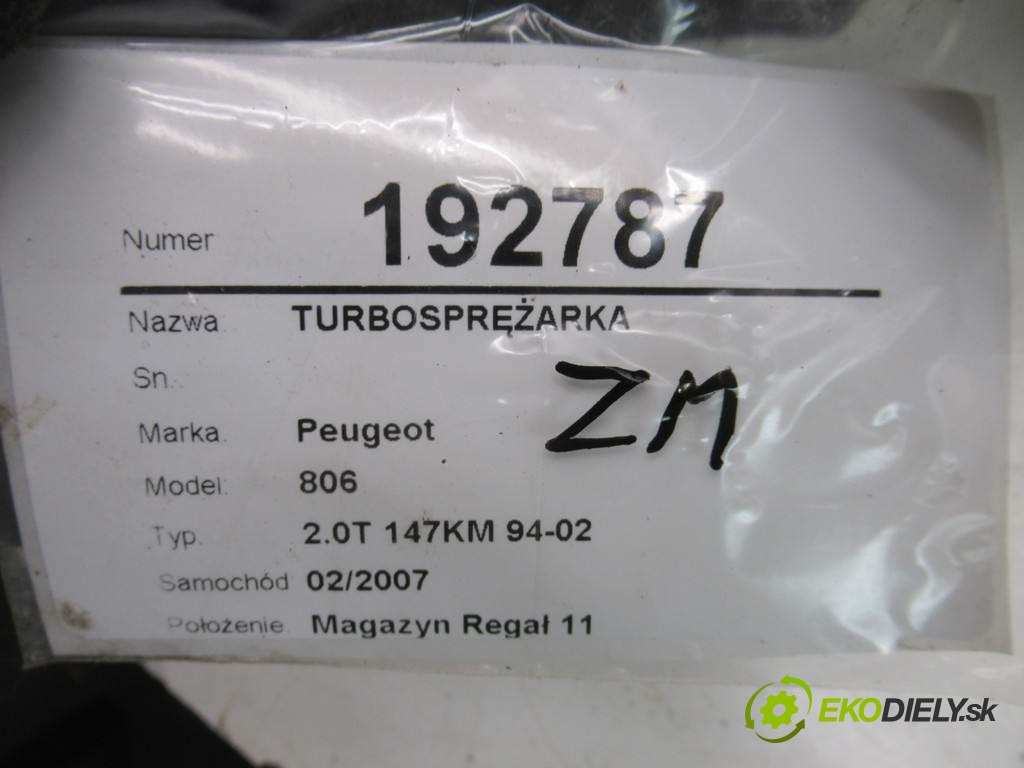 Numer 192787
Nazwa: TURBOSPRĘŻARKA
Sn.:
ZM
Marka: Peugeot
Model: 806
Typ: 2.0T 147KM 94-02
Samochód 02/2007
Położenie: Magazyn Regał 11
EKODIELY.sk